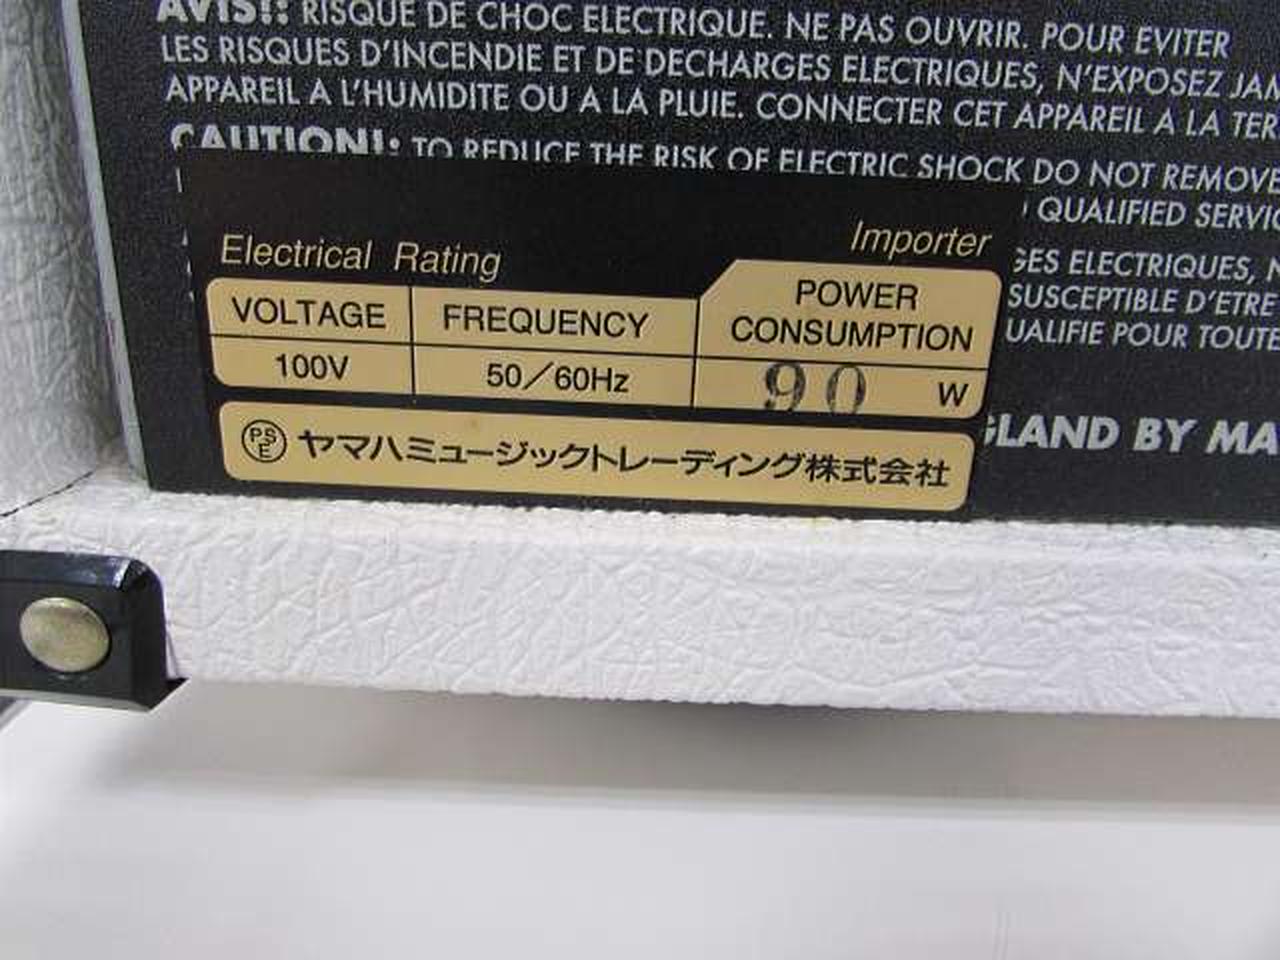 AVIS!: RISQUE DE CHOC ELECTRIQUE. NE PAS OUVRIR. POUR EVITER
LES RISQUES D'INCENDIE ET DE DECHARGES ELECTRIQUES, N'EXPOSEZ JAM
APPAREIL A L'HUMIDITE OU A LA PLUIE. CONNECTER CET APPAREIL A LA TER
CAUTION!: TO REDUCE THE RISK OF ELECTRIC SHOCK DO NOT REMOVE
QUALIFIED SERVIC
GES ELECTRIQUES, N
SUSCEPTIBLE D'ETRE
UALIFIE POUR TOUTE
GLAND BY MA
Electrical Rating
Importer
VOLTAGE FREQUENCY POWER CONSUMPTION
100V 50/60Hz 90 W
PSE ヤマハミュージックトレーディング株式会社